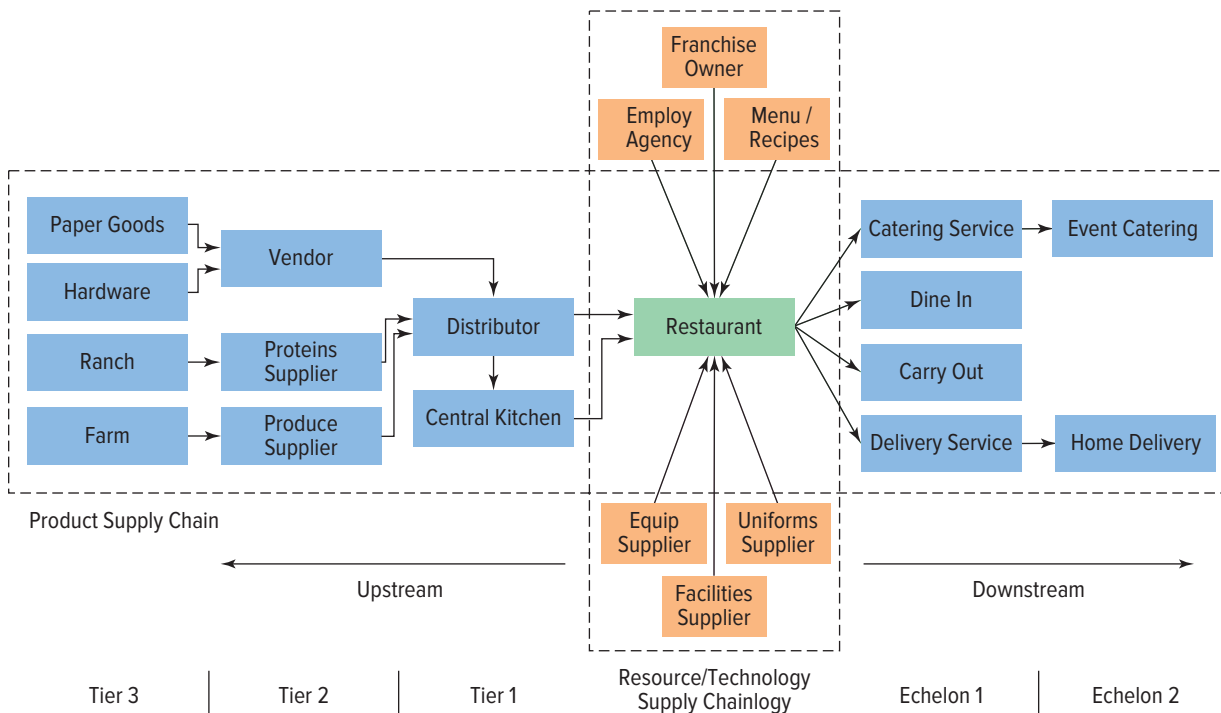 Franchise
Owner
Employ
Agency
Menu /
Recipes
Paper Goods
Hardware
Ranch
Farm
Vendor
Proteins
Supplier
Produce
Supplier
Distributor
Central Kitchen
Restaurant
Catering Service
Event Catering
Dine In
Carry Out
Delivery Service
Home Delivery
Product Supply Chain
Equip
Supplier
Uniforms
Supplier
Facilities
Supplier
Upstream
Downstream
Tier 3
Tier 2
Tier 1
Resource/Technology
Supply Chainlogy
Echelon 1
Echelon 2